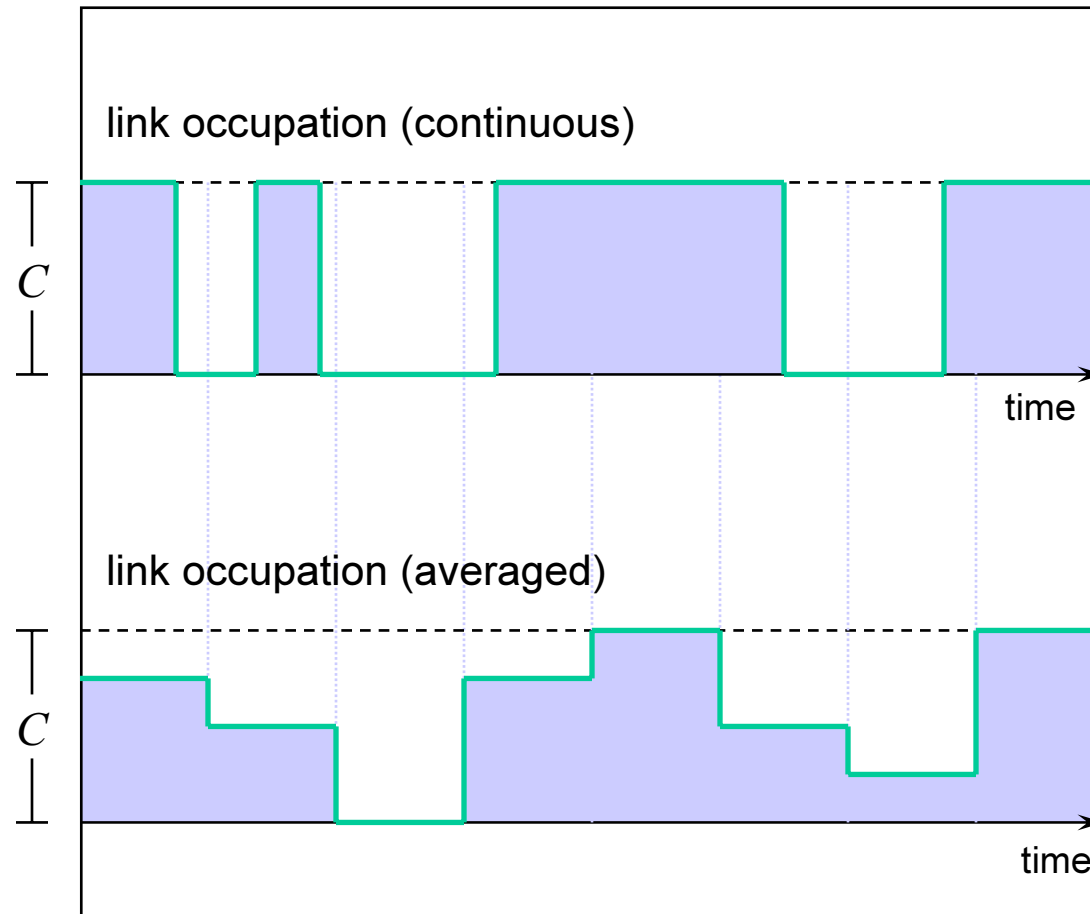 link occupation (continuous)
C
time
link occupation (averaged)
C
time